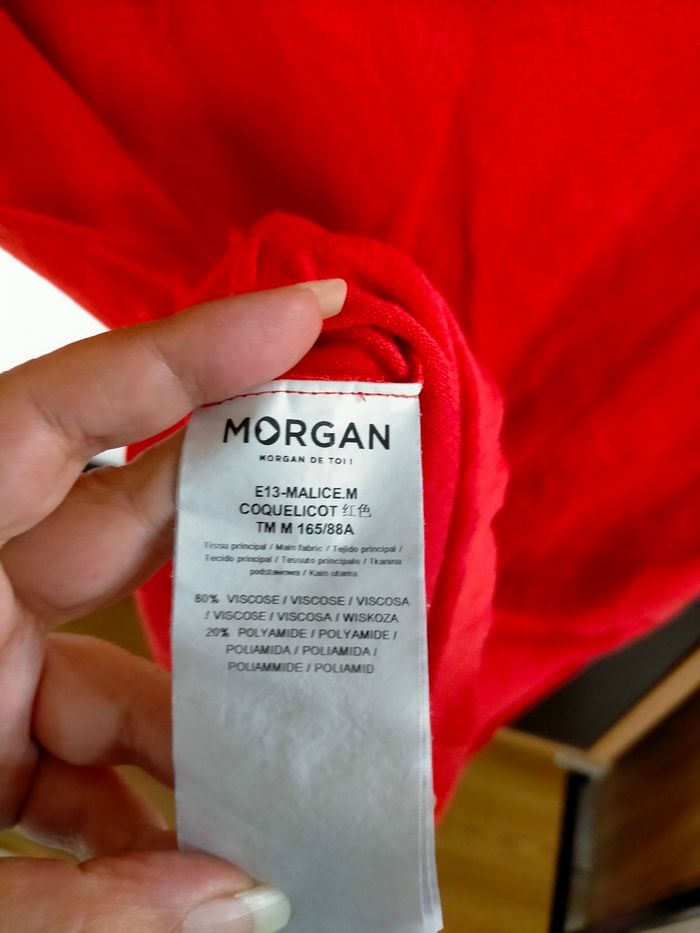 MORGAN
MORGAN DE TOI !
E13-MALICE.M
COQUELICOT 红色
TM M 165/88A
Tissu principal / Main fabric / Tejido principal /
Tecido principal / Tessuto principale / Tkanina
podstawowa / Kain utama
80% VISCOSE / VISCOSE / VISCOSA
/ VISCOSE / VISCOSA / WISKOZA
20% POLYAMIDE / POLYAMIDE /
POLIAMIDA / POLIAMIDA /
POLIAMMIDE / POLIAMID